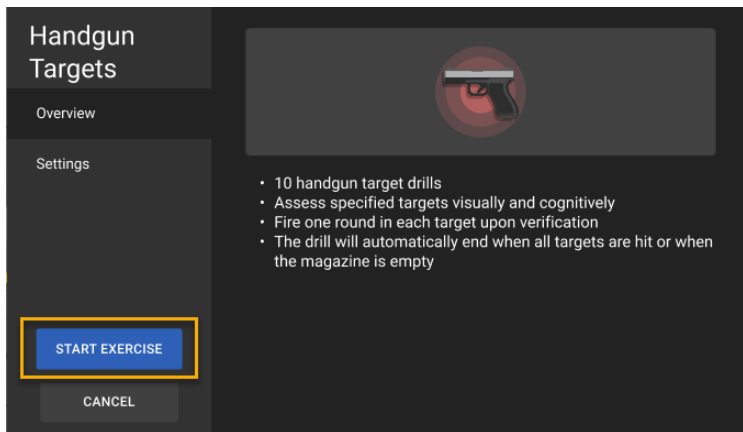 Handgun
Targets
Overview
Settings
START EXERCISE
CANCEL
• 10 handgun target drills
• Assess specified targets visually and cognitively
• Fire one round in each target upon verification
• The drill will automatically end when all targets are hit or when
the magazine is empty